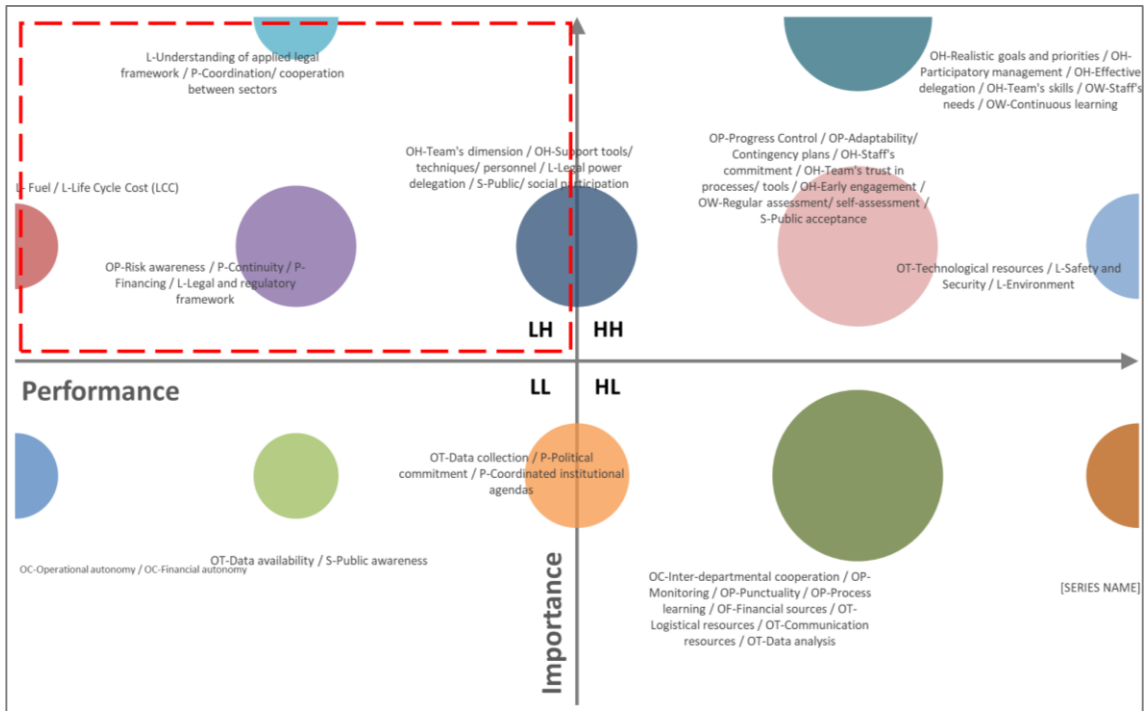 L-Understanding of applied legal
framework / P-Coordination/ cooperation
between sectors
OH-Realistic goals and priorities / OH-
Participatory management / OH-Effective
delegation / OH-Team's skills / OW-Staff's
needs / OW-Continuous learning
OH-Team's dimension / OH-Support tools/
techniques/ personnel / L-Legal power
delegation / S-Public/ social participation
OP-Progress Control / OP-Adaptability/
Contingency plans / OH-Staff's
commitment / OH-Team's trust in
processes/ tools / OH-Early engagement /
OW-Regular assessment/ self-assessment /
S-Public acceptance
L- Fuel / L-Life Cycle Cost (LCC)
OP-Risk awareness / P-Continuity / P-
Financing / L-Legal and regulatory
framework
OT-Technological resources / L-Safety and
Security / L-Environment
LH
HH
Performance
LL
HL
OT-Data collection / P-Political
commitment / P-Coordinated institutional
agendas
OC-Operational autonomy / OC-Financial autonomy
OT-Data availability / S-Public awareness
Importance
OC-Inter-departmental cooperation / OP-
Monitoring / OP-Punctuality / OP-Process
learning / OF-Financial sources / OT-
Logistical resources / OT-Communication
resources / OT-Data analysis
[SERIES NAME]